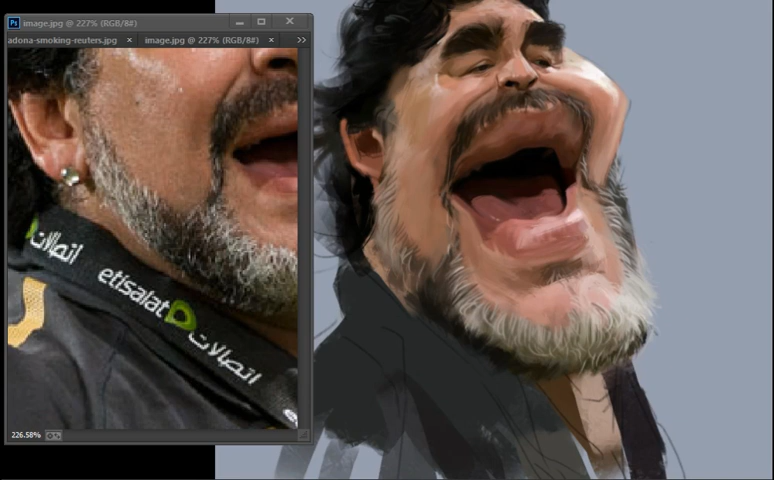 Ps image.jpg @ 227% (RGB/8#)
adona-smoking-reuters.jpg × image.jpg @ 227% (RGB/8#) × >>
اتصالات
etisalat
اتصالات
226.58%